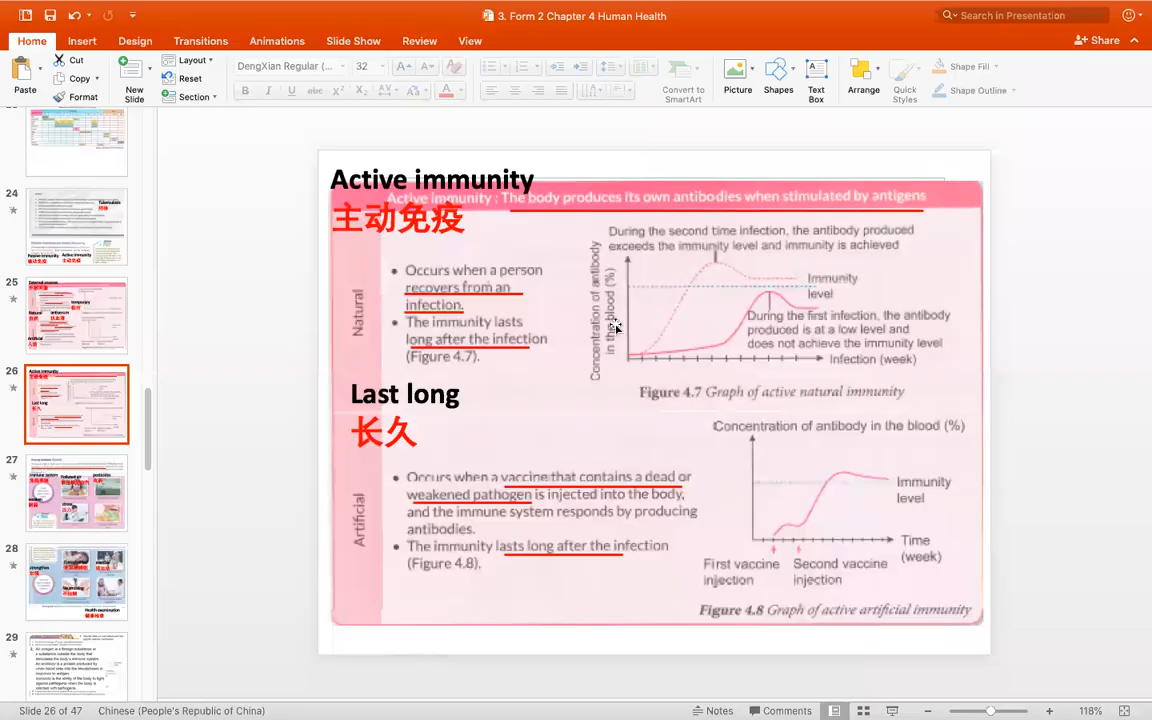 3. Form 2 Chapter 4 Human Health
Search in Presentation
Home Insert Design Transitions Animations Slide Show Review View
Share
Paste
Cut
Copy
Format
New Slide
Layout
Reset
Section
DengXian Regular (...
32
Convert to SmartArt
Picture
Shapes
Text Box
Arrange
Quick Styles
Shape Fill
Shape Outline
24
25
26
27
28
29
Active immunity
主动免疫
Active immunity : The body produces its own antibodies when stimulated by antigens
Natural
• Occurs when a person
recovers from an
infection.
• The immunity lasts
long after the infection
(Figure 4.7).
During the second time infection, the antibody produced
exceeds the immunity level and immunity is achieved
Concentration of antibody
in the blood (%)
Immunity
level
During the first infection, the antibody
produced is at a low level and
does not achieve the immunity level
Infection (week)
Figure 4.7 Graph of active natural immunity
Last long
长久
Artificial
• Occurs when a vaccine that contains a dead or
weakened pathogen is injected into the body,
and the immune system responds by producing
antibodies.
• The immunity lasts long after the infection
(Figure 4.8).
Concentration of antibody in the blood (%)
Immunity
level
Time
(week)
First vaccine
injection
Second vaccine
injection
Figure 4.8 Graph of active artificial immunity
Slide 26 of 47
Chinese (People's Republic of China)
Notes
Comments
118%